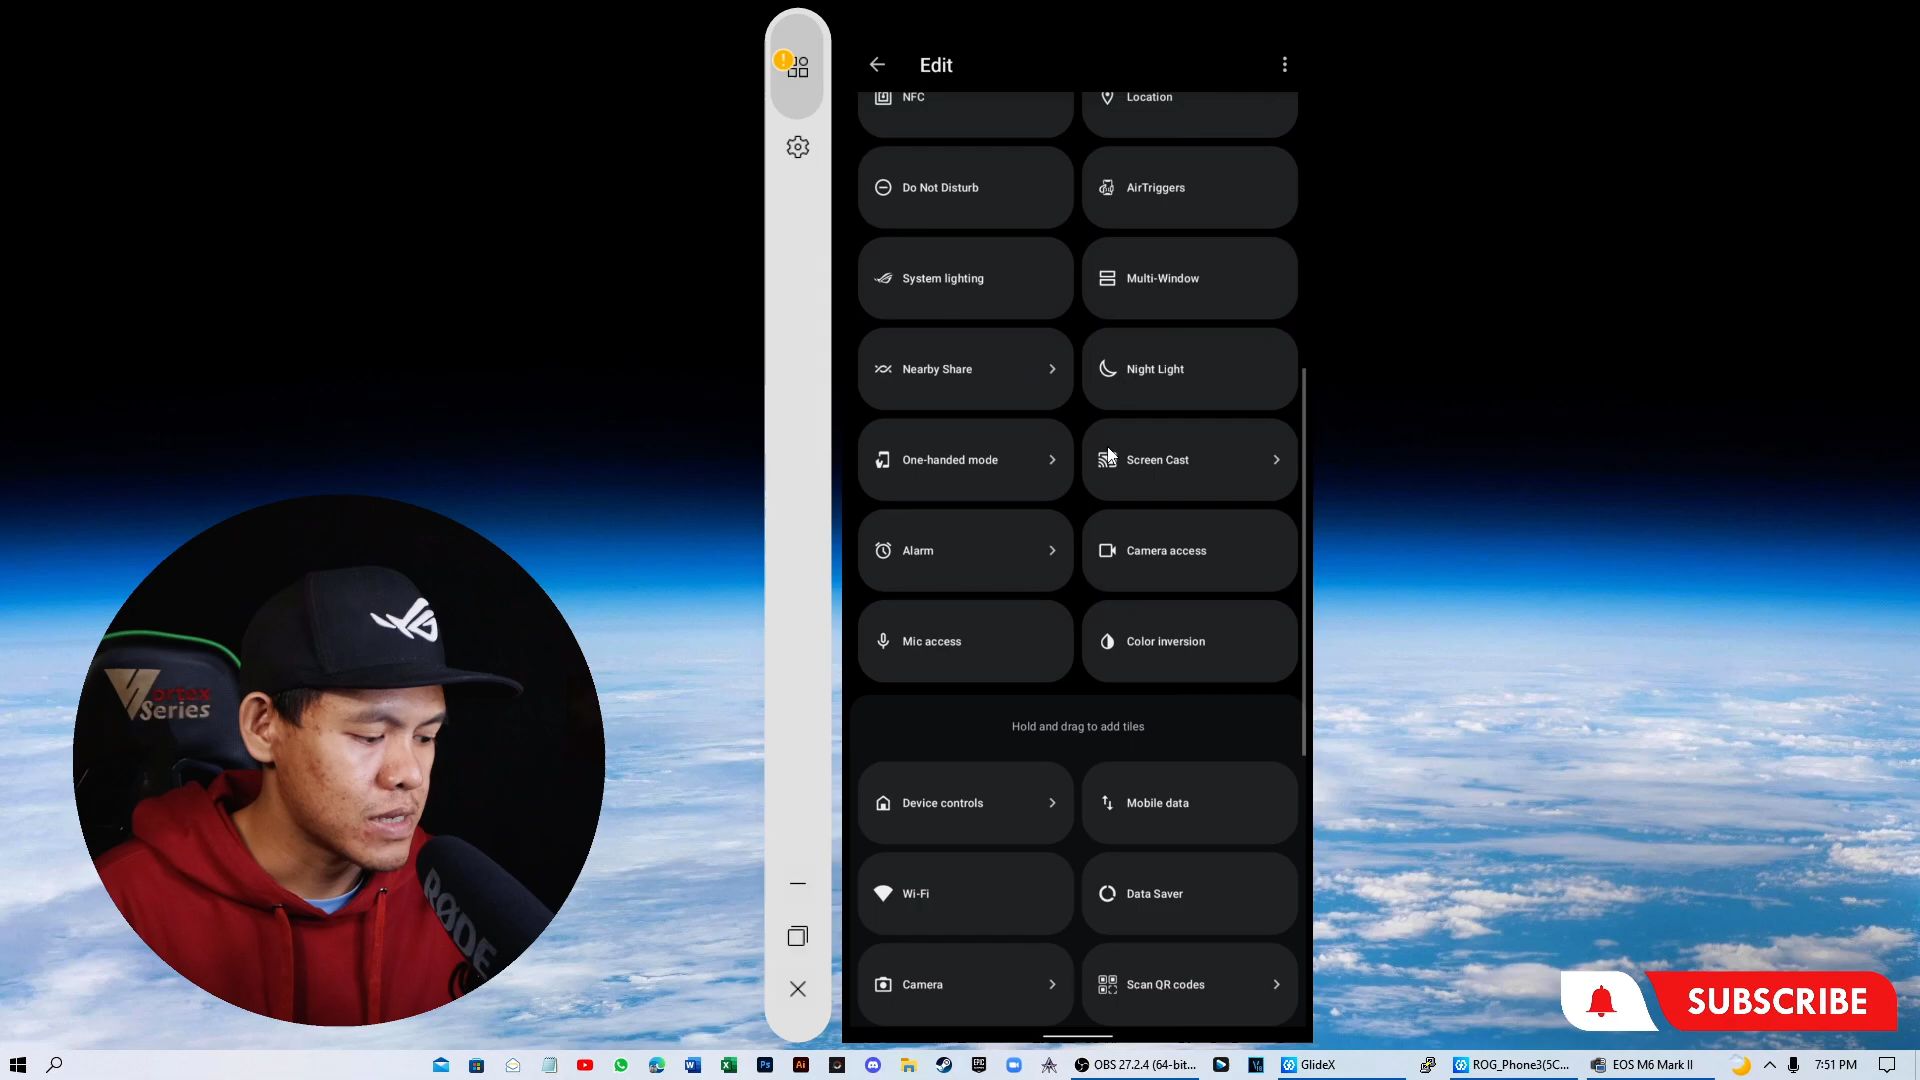 Edit
NFC
Location
Do Not Disturb
AirTriggers
System lighting
Multi-Window
Nearby Share
Night Light
One-handed mode
Screen Cast
Alarm
Camera access
Mic access
Color inversion
Hold and drag to add tiles
Device controls
Mobile data
Wi-Fi
Data Saver
Camera
Scan QR codes
Vortex
Series
RØDE
SUBSCRIBE
OBS 27.2.4 (64-bit...
GlideX
ROG_Phone3(5C...
EOS M6 Mark II
7:51 PM